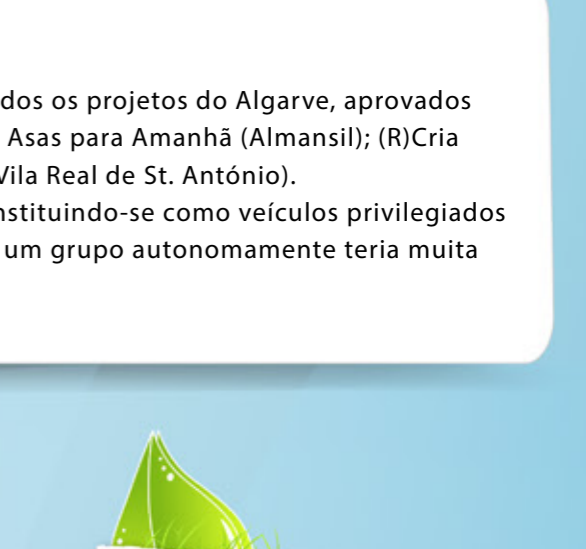 dos os projetos do Algarve, aprovados
Asas para Amanhã (Almansil); (R)Cria
Vila Real de St. António).
nstituindo-se como veículos privilegiados
um grupo autonomamente teria muita